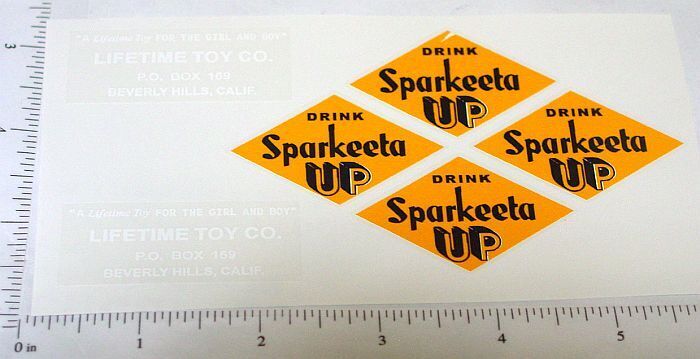 "A Lifetime Toy FOR THE GIRL AND BOY"
LIFETIME TOY CO.
P.O. BOX 169
BEVERLY HILLS, CALIF.
DRINK
Sparkeeta
UP
DRINK
Sparkeeta
UP
DRINK
Sparkeeta
UP
DRINK
Sparkeeta
UP
"A Lifetime Toy FOR THE GIRL AND BOY"
LIFETIME TOY CO.
P.O. BOX 169
BEVERLY HILLS, CALIF.
3
0 in 1 2 3 4 5